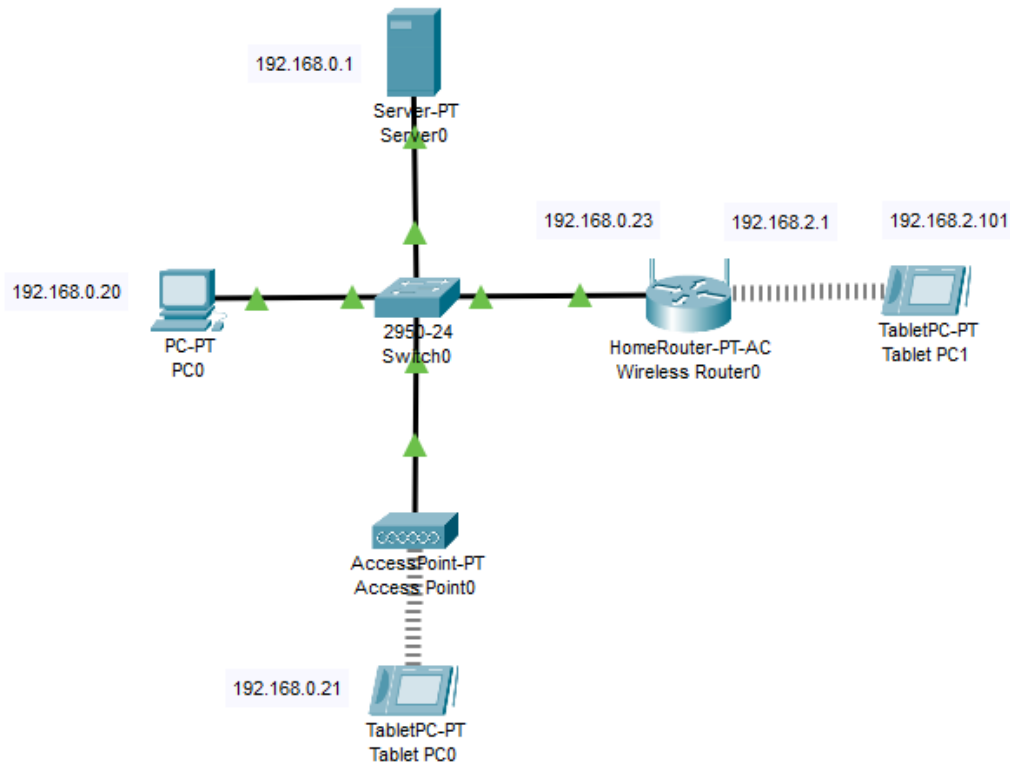 192.168.0.1
Server-PT
Server0
192.168.0.23
192.168.2.1
192.168.2.101
192.168.0.20
PC-PT
PC0
2950-24
Switch0
HomeRouter-PT-AC
Wireless Router0
TabletPC-PT
Tablet PC1
AccessPoint-PT
Access Point0
192.168.0.21
TabletPC-PT
Tablet PC0